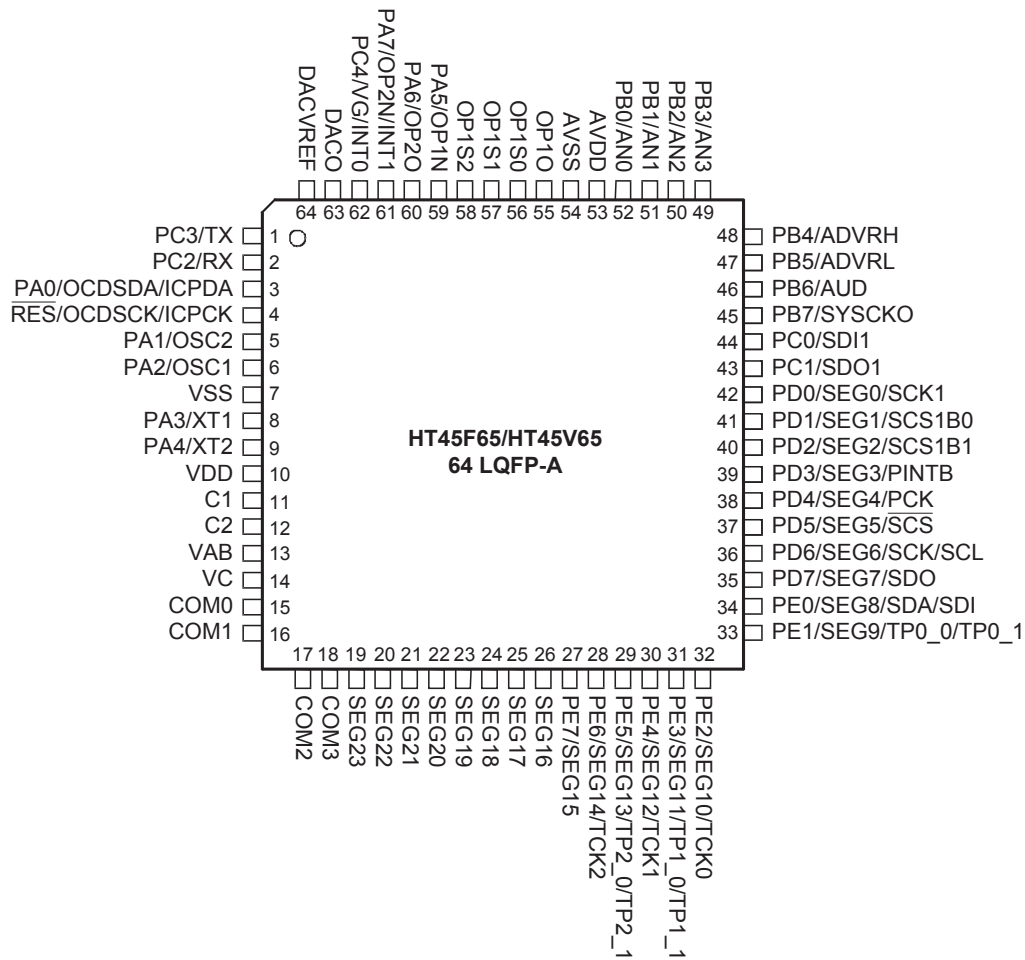 DACVREF
DACO
PC4/VG/INT0
PA7/OP2N/INT1
PA6/OP2O
PA5/OP1N
OP1S2
OP1S1
OP1S0
OP1O
AVSS
AVDD
PB0/AN0
PB1/AN1
PB2/AN2
PB3/AN3
64 63 62 61 60 59 58 57 56 55 54 53 52 51 50 49
PC3/TX 1
PC2/RX 2
PA0/OCDSDA/ICPDA 3
RES/OCDSCK/ICPCK 4
PA1/OSC2 5
PA2/OSC1 6
VSS 7
PA3/XT1 8
PA4/XT2 9
VDD 10
C1 11
C2 12
VAB 13
VC 14
COM0 15
COM1 16
HT45F65/HT45V65
64 LQFP-A
48 PB4/ADVRH
47 PB5/ADVRL
46 PB6/AUD
45 PB7/SYSCKO
44 PC0/SDI1
43 PC1/SDO1
42 PD0/SEG0/SCK1
41 PD1/SEG1/SCS1B0
40 PD2/SEG2/SCS1B1
39 PD3/SEG3/PINTB
38 PD4/SEG4/PCK
37 PD5/SEG5/SCS
36 PD6/SEG6/SCK/SCL
35 PD7/SEG7/SDO
34 PE0/SEG8/SDA/SDI
33 PE1/SEG9/TP0_0/TP0_1
17 18 19 20 21 22 23 24 25 26 27 28 29 30 31 32
COM2
COM3
SEG23
SEG22
SEG21
SEG20
SEG19
SEG18
SEG17
SEG16
PE7/SEG15
PE6/SEG14/TCK2
PE5/SEG13/TP2_0/TP2_1
PE4/SEG12/TCK1
PE3/SEG11/TP1_0/TP1_1
PE2/SEG10/TCK0